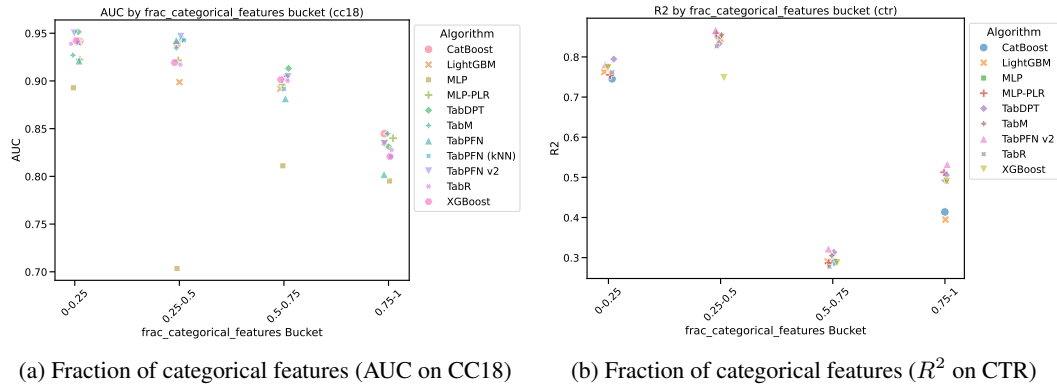 AUC by frac_categorical_features bucket (cc18)
AUC
0.95
0.90
0.85
0.80
0.75
0.70
0-0.25
0.25-0.5
0.5-0.75
0.75-1
frac_categorical_features Bucket
Algorithm
CatBoost
LightGBM
MLP
MLP-PLR
TabDPT
TabM
TabPFN
TabPFN (kNN)
TabPFN v2
TabR
XGBoost
R2 by frac_categorical_features bucket (ctr)
R2
0.8
0.7
0.6
0.5
0.4
0.3
0-0.25
0.25-0.5
0.5-0.75
0.75-1
frac_categorical_features Bucket
Algorithm
CatBoost
LightGBM
MLP
MLP-PLR
TabDPT
TabM
TabPFN v2
TabR
XGBoost
(a) Fraction of categorical features (AUC on CC18)
(b) Fraction of categorical features (R² on CTR)